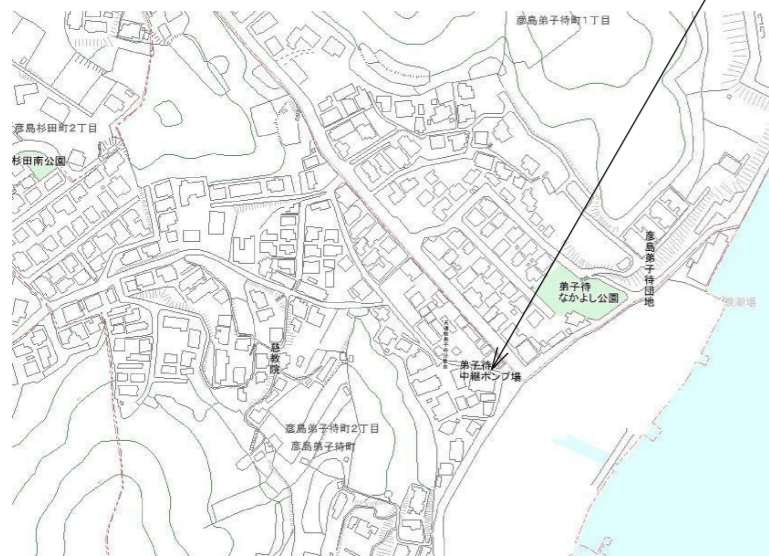 彦島弟子待町1丁目
彦島杉田町2丁目
杉田南公園
彦島弟子待団地
弟子待
なかよし公園
慈教院
弟子待
中継ポンプ場
彦島弟子待町2丁目
彦島弟子待町